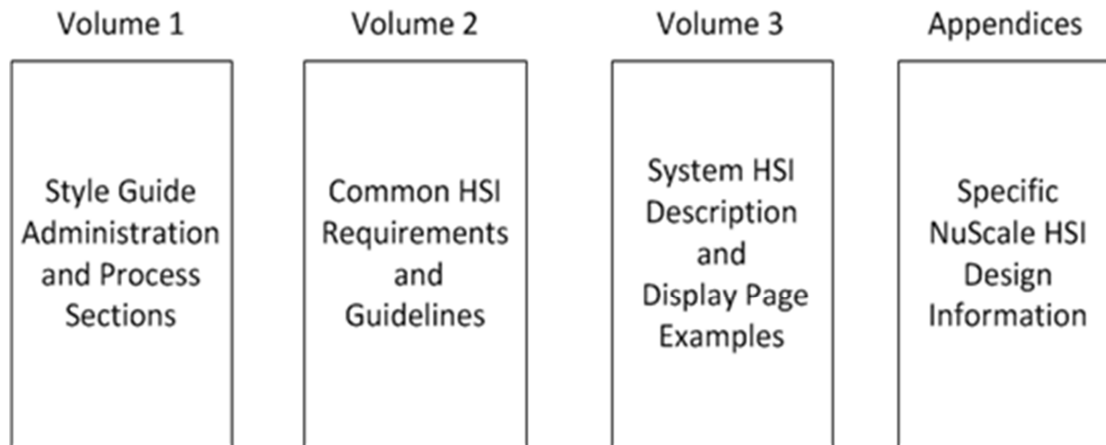 Volume 1
Style Guide
Administration
and Process
Sections
Volume 2
Common HSI
Requirements
and
Guidelines
Volume 3
System HSI
Description
and
Display Page
Examples
Appendices
Specific
NuScale HSI
Design
Information